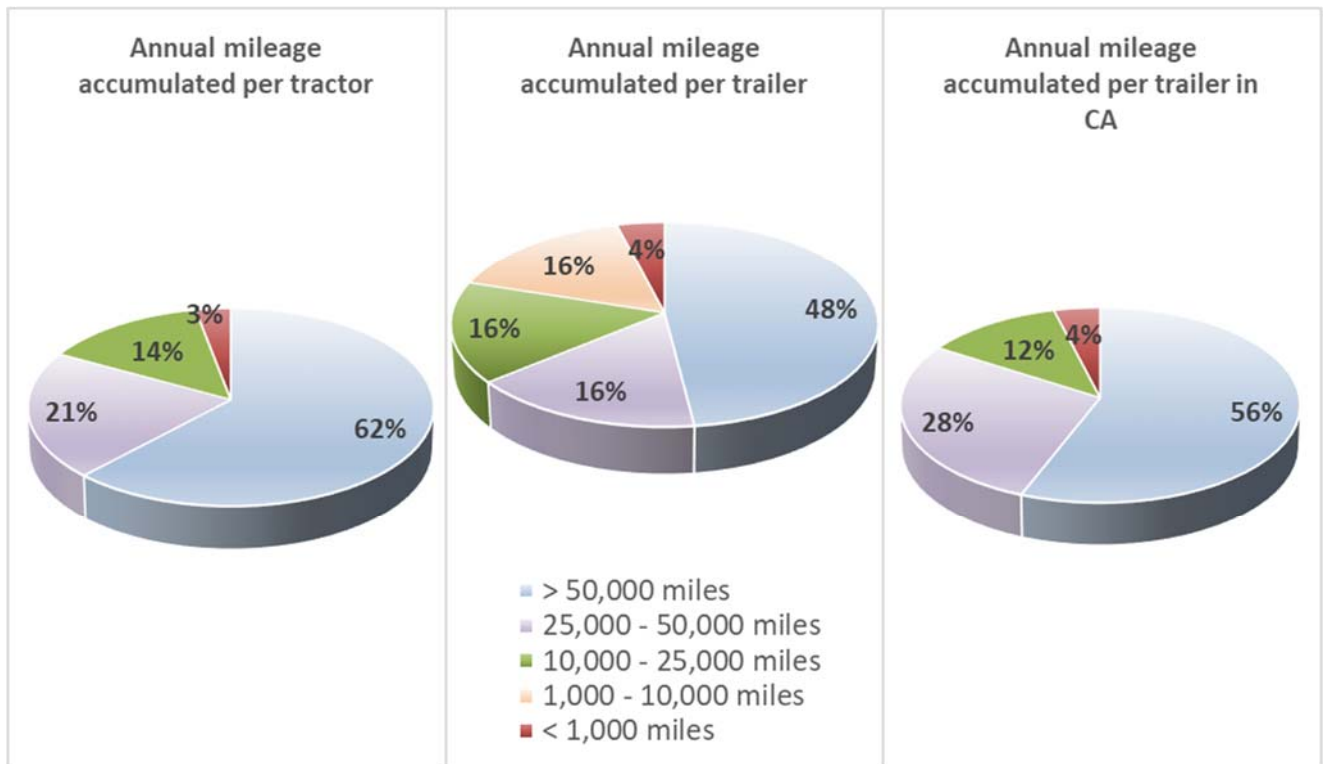 Annual mileage
accumulated per tractor
3%
14%
21%
62%
Annual mileage
accumulated per trailer
4%
16%
48%
16%
16%
> 50,000 miles
25,000 - 50,000 miles
10,000 - 25,000 miles
1,000 - 10,000 miles
< 1,000 miles
Annual mileage
accumulated per trailer in
CA
4%
12%
28%
56%